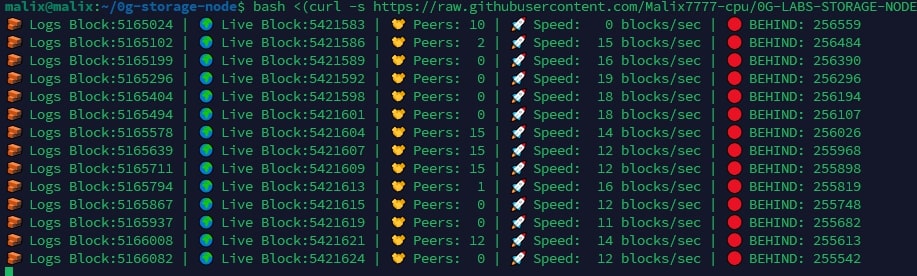 malix@malix:~/0g-storage-node$ bash <(curl -s https://raw.githubusercontent.com/Malix7777-cpu/0G-LABS-STORAGE-NODE
🧱 Logs Block:5165024 | 🌍 Live Block:5421583 | 🤝 Peers: 10 | 🚀 Speed:   0 blocks/sec | 🔴 BEHIND: 256559
🧱 Logs Block:5165102 | 🌍 Live Block:5421586 | 🤝 Peers:  2 | 🚀 Speed:  15 blocks/sec | 🔴 BEHIND: 256484
🧱 Logs Block:5165199 | 🌍 Live Block:5421589 | 🤝 Peers:  0 | 🚀 Speed:  16 blocks/sec | 🔴 BEHIND: 256390
🧱 Logs Block:5165296 | 🌍 Live Block:5421592 | 🤝 Peers:  0 | 🚀 Speed:  19 blocks/sec | 🔴 BEHIND: 256296
🧱 Logs Block:5165404 | 🌍 Live Block:5421598 | 🤝 Peers:  0 | 🚀 Speed:  18 blocks/sec | 🔴 BEHIND: 256194
🧱 Logs Block:5165494 | 🌍 Live Block:5421601 | 🤝 Peers:  0 | 🚀 Speed:  18 blocks/sec | 🔴 BEHIND: 256107
🧱 Logs Block:5165578 | 🌍 Live Block:5421604 | 🤝 Peers: 15 | 🚀 Speed:  14 blocks/sec | 🔴 BEHIND: 256026
🧱 Logs Block:5165639 | 🌍 Live Block:5421607 | 🤝 Peers: 15 | 🚀 Speed:  12 blocks/sec | 🔴 BEHIND: 255968
🧱 Logs Block:5165711 | 🌍 Live Block:5421609 | 🤝 Peers: 15 | 🚀 Speed:  12 blocks/sec | 🔴 BEHIND: 255898
🧱 Logs Block:5165794 | 🌍 Live Block:5421613 | 🤝 Peers:  1 | 🚀 Speed:  16 blocks/sec | 🔴 BEHIND: 255819
🧱 Logs Block:5165867 | 🌍 Live Block:5421615 | 🤝 Peers:  0 | 🚀 Speed:  12 blocks/sec | 🔴 BEHIND: 255748
🧱 Logs Block:5165937 | 🌍 Live Block:5421619 | 🤝 Peers:  0 | 🚀 Speed:  11 blocks/sec | 🔴 BEHIND: 255682
🧱 Logs Block:5166008 | 🌍 Live Block:5421621 | 🤝 Peers: 12 | 🚀 Speed:  14 blocks/sec | 🔴 BEHIND: 255613
🧱 Logs Block:5166082 | 🌍 Live Block:5421624 | 🤝 Peers:  0 | 🚀 Speed:  12 blocks/sec | 🔴 BEHIND: 255542